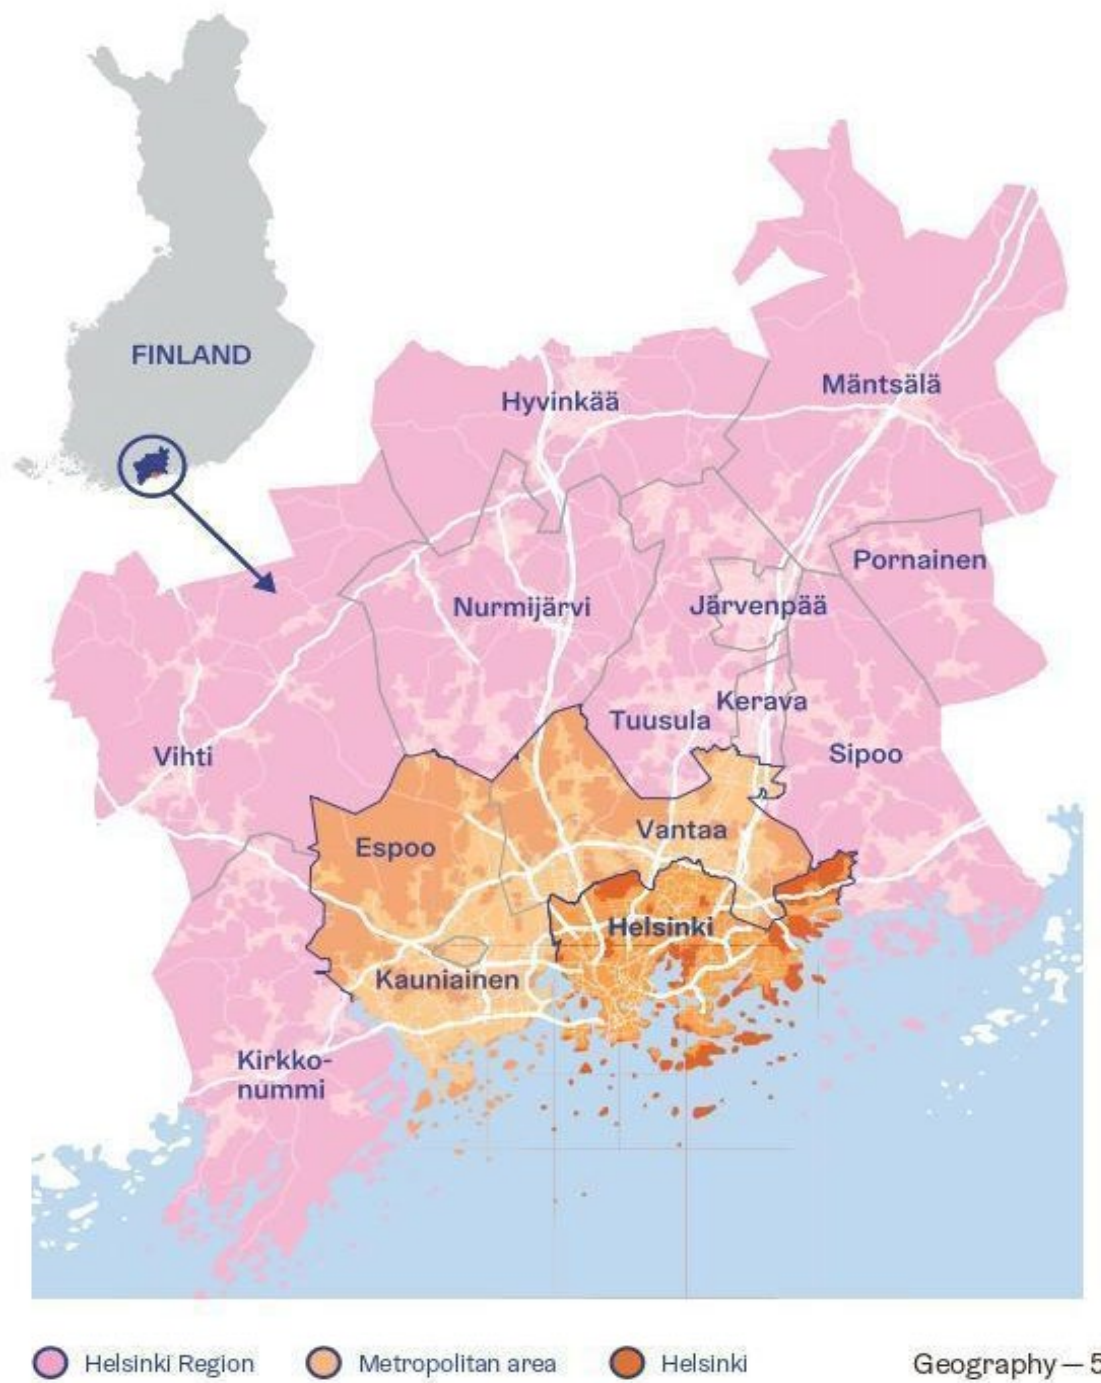 FINLAND
Hyvinkää
Mäntsälä
Pornainen
Nurmijärvi
Järvenpää
Kerava
Tuusula
Sipoo
Vihti
Vantaa
Espoo
Helsinki
Kauniainen
Kirkko-
nummi
Helsinki Region
Metropolitan area
Helsinki
Geography — 5